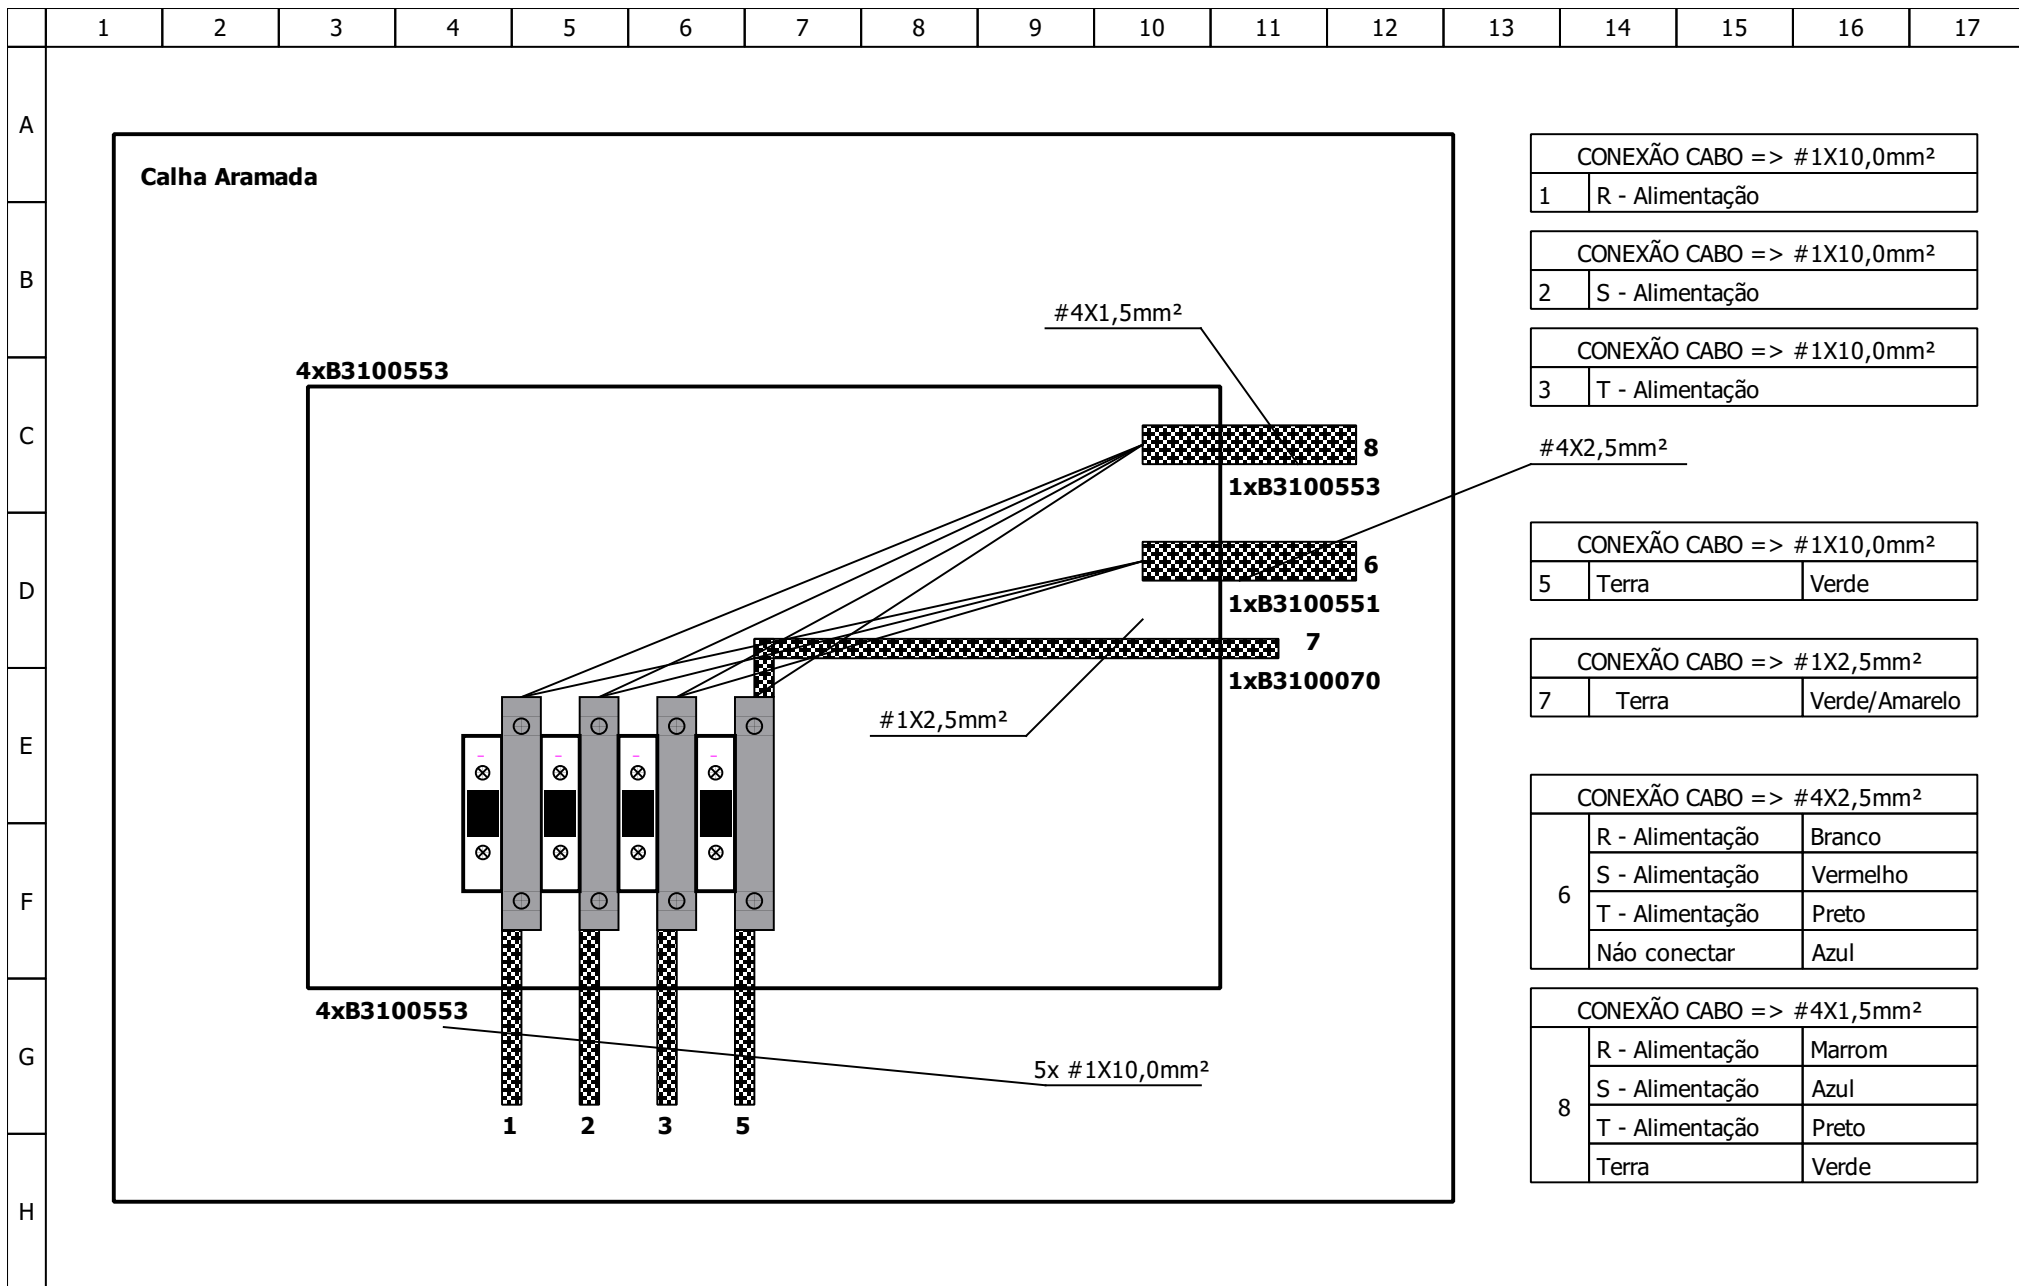 1 2 3 4 5 6 7 8 9 10 11 12 13 14 15 16 17
A
B
C
D
E
F
G
H
Calha Aramada
4xB3100553
#4X1,5mm²
8
1xB3100553
#4X2,5mm²
6
1xB3100551
7
1xB3100070
#1X2,5mm²
-
-
-
-
4xB3100553
5x #1X10,0mm²
1 2 3 5
CONEXÃO CABO => #1X10,0mm²
1 R - Alimentação
CONEXÃO CABO => #1X10,0mm²
2 S - Alimentação
CONEXÃO CABO => #1X10,0mm²
3 T - Alimentação
CONEXÃO CABO => #1X10,0mm²
5 Terra Verde
CONEXÃO CABO => #1X2,5mm²
7 Terra Verde/Amarelo
CONEXÃO CABO => #4X2,5mm²
6
R - Alimentação Branco
S - Alimentação Vermelho
T - Alimentação Preto
Náo conectar Azul
CONEXÃO CABO => #4X1,5mm²
8
R - Alimentação Marrom
S - Alimentação Azul
T - Alimentação Preto
Terra Verde